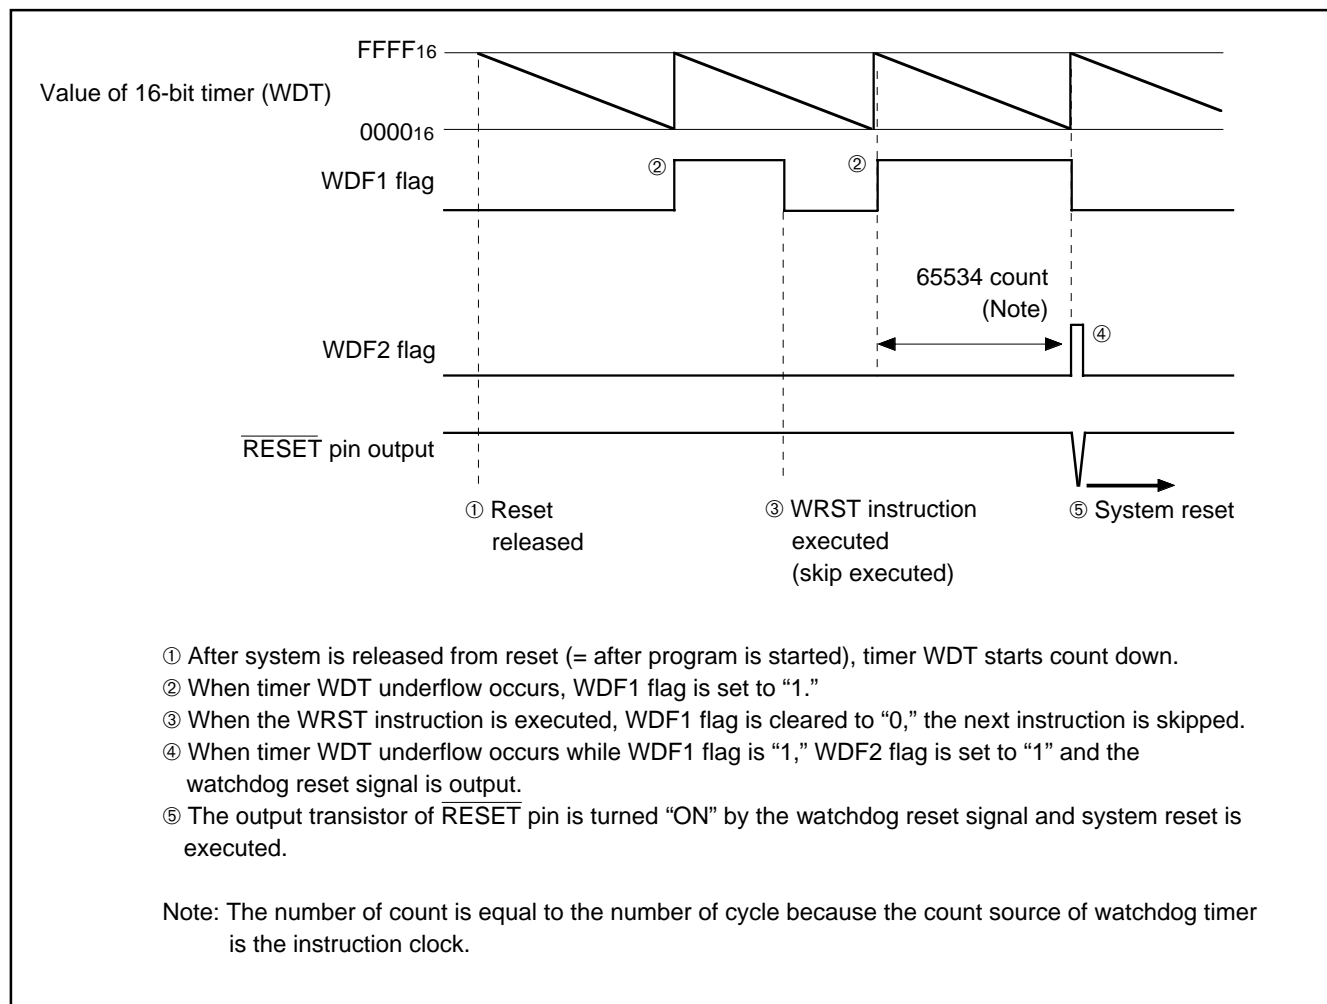 FFFF16
Value of 16-bit timer (WDT)
000016
② ②
WDF1 flag
65534 count
(Note)
④
WDF2 flag
RESET pin output
① Reset
released
③ WRST instruction
executed
(skip executed)
⑤ System reset
① After system is released from reset (= after program is started), timer WDT starts count down.
② When timer WDT underflow occurs, WDF1 flag is set to “1.”
③ When the WRST instruction is executed, WDF1 flag is cleared to “0,” the next instruction is skipped.
④ When timer WDT underflow occurs while WDF1 flag is “1,” WDF2 flag is set to “1” and the
watchdog reset signal is output.
⑤ The output transistor of RESET pin is turned “ON” by the watchdog reset signal and system reset is
executed.
Note: The number of count is equal to the number of cycle because the count source of watchdog timer
is the instruction clock.